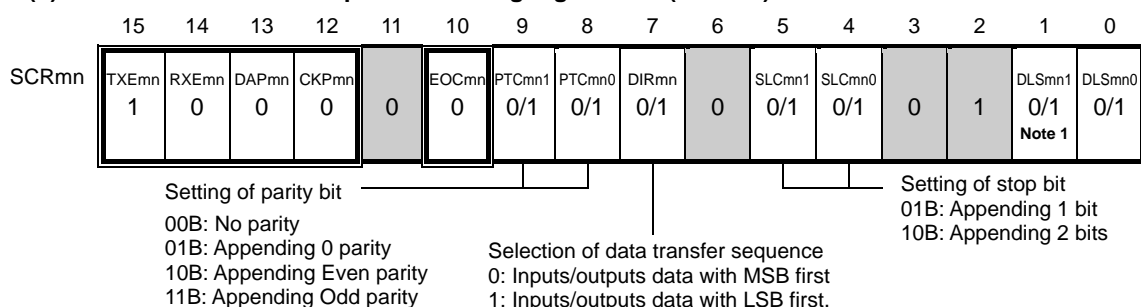 15 14 13 12 11 10 9 8 7 6 5 4 3 2 1 0
SCRmn
TXEmn RXEmn DAPmn CKPmn EOCmn PTCmn1 PTCmn0 DIRmn SLCmn1 SLCmn0 DLSmn1 DLSmn0
1 0 0 0 0 0 0/1 0/1 0/1 0 0/1 0/1 0 1 0/1 0/1
Note 1
Setting of parity bit
00B: No parity
01B: Appending 0 parity
10B: Appending Even parity
11B: Appending Odd parity
Selection of data transfer sequence
0: Inputs/outputs data with MSB first
1: Inputs/outputs data with LSB first.
Setting of stop bit
01B: Appending 1 bit
10B: Appending 2 bits